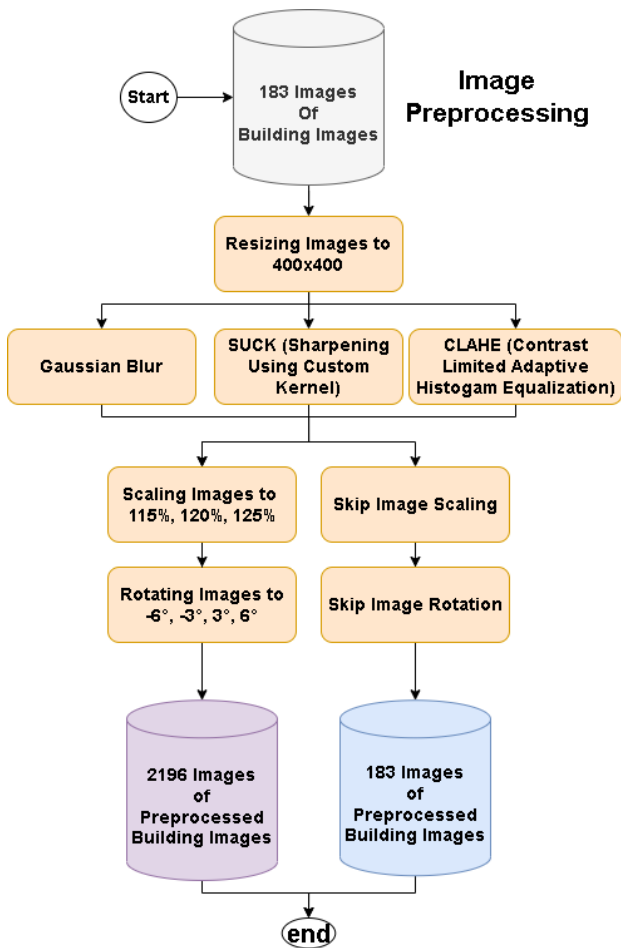 Start
183 Images
Of
Building Images
Image
Preprocessing
Resizing Images to
400x400
Gaussian Blur
SUCK (Sharpening
Using Custom
Kernel)
CLAHE (Contrast
Limited Adaptive
Histogam Equalization)
Scaling Images to
115%, 120%, 125%
Skip Image Scaling
Rotating Images to
-6°, -3°, 3°, 6°
Skip Image Rotation
2196 Images
of
Preprocessed
Building Images
183 Images
of
Preprocessed
Building Images
end